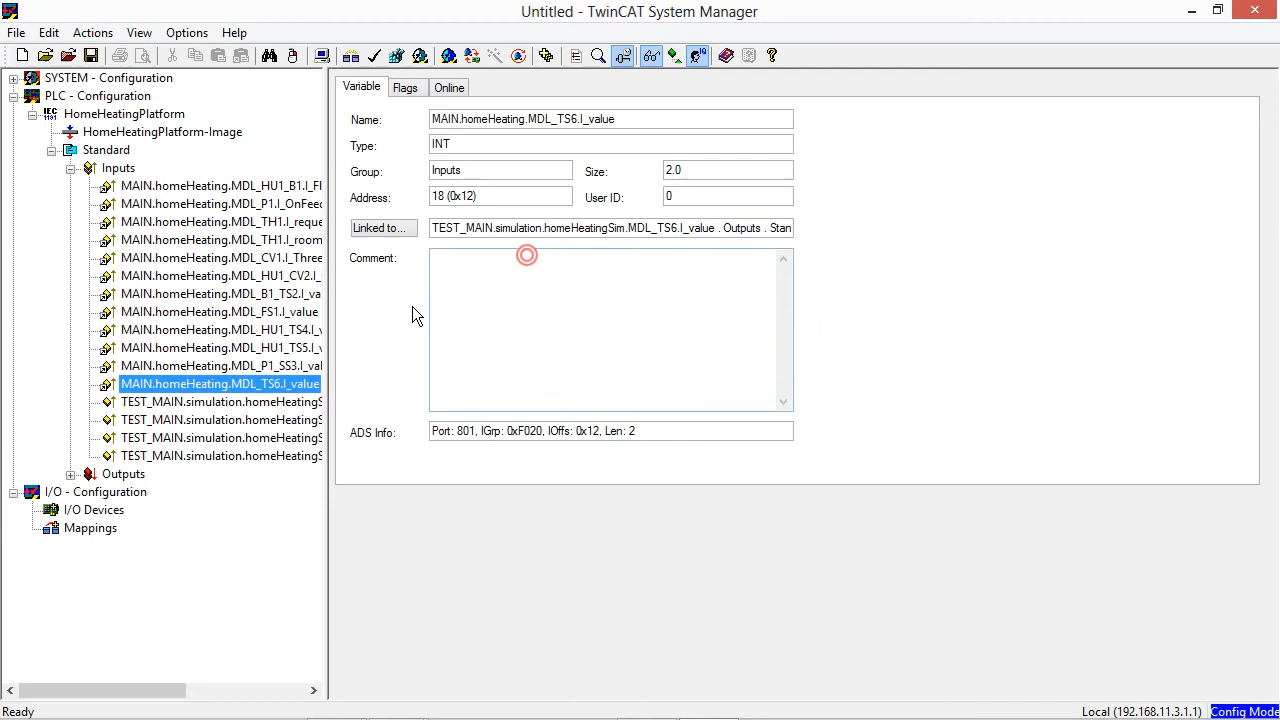 Untitled - TwinCAT System Manager
File Edit Actions View Options Help
SYSTEM - Configuration
PLC - Configuration
HomeHeatingPlatform
HomeHeatingPlatform-Image
Standard
Inputs
MAIN.homeHeating.MDL_HU1_B1.I_Fl
MAIN.homeHeating.MDL_P1.I_OnFeed
MAIN.homeHeating.MDL_TH1.I_reque
MAIN.homeHeating.MDL_TH1.I_room
MAIN.homeHeating.MDL_CV1.I_Three
MAIN.homeHeating.MDL_HU1_CV2.I_
MAIN.homeHeating.MDL_B1_TS2.I_va
MAIN.homeHeating.MDL_FS1.I_value
MAIN.homeHeating.MDL_HU1_TS4.I_v
MAIN.homeHeating.MDL_HU1_TS5.I_v
MAIN.homeHeating.MDL_P1_SS3.I_val
MAIN.homeHeating.MDL_TS6.I_value
TEST_MAIN.simulation.homeHeatingS
TEST_MAIN.simulation.homeHeatingS
TEST_MAIN.simulation.homeHeatingS
TEST_MAIN.simulation.homeHeatingS
Outputs
I/O - Configuration
I/O Devices
Mappings
Variable Flags Online
Name: MAIN.homeHeating.MDL_TS6.I_value
Type: INT
Group: Inputs Size: 2.0
Address: 18 (0x12) User ID: 0
Linked to... TEST_MAIN.simulation.homeHeatingSim.MDL_TS6.I_value . Outputs . Stan
Comment:
ADS Info: Port: 801, IGrp: 0xF020, IOffs: 0x12, Len: 2
Ready Local (192.168.11.3.1.1) Config Mode